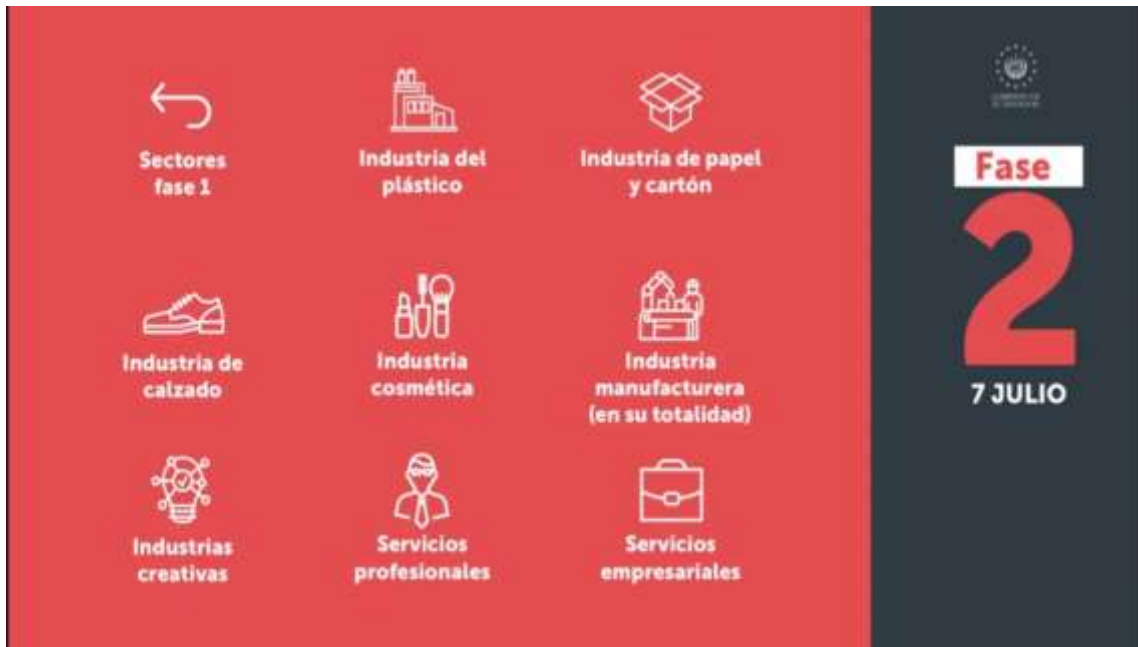 Sectores
fase 1
Industria del
plástico
Industria de papel
y cartón
Industria de
calzado
Industria
cosmética
Industria
manufacturera
(en su totalidad)
Industrias
creativas
Servicios
profesionales
Servicios
empresariales
Fase
2
7 JULIO